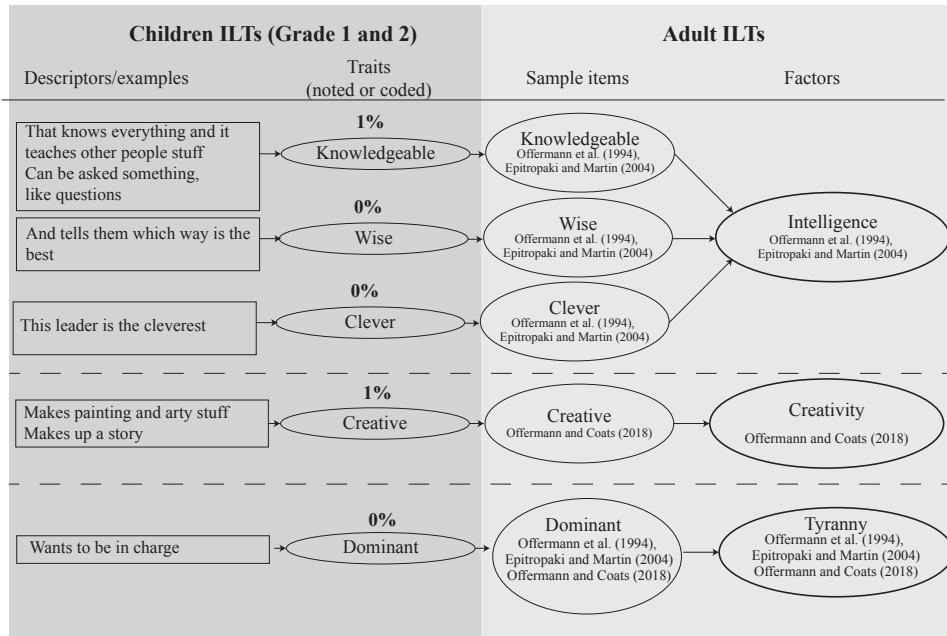 Children ILTs (Grade 1 and 2)
Adult ILTs
Descriptors/examples
Traits
(noted or coded)
Sample items
Factors
That knows everything and it
teaches other people stuff
Can be asked something,
like questions
1%
Knowledgeable
Knowledgeable
Offermann et al. (1994),
Epitropaki and Martin (2004)
And tells them which way is the
best
0%
Wise
Wise
Offermann et al. (1994),
Epitropaki and Martin (2004)
Intelligence
Offermann et al. (1994),
Epitropaki and Martin (2004)
This leader is the cleverest
0%
Clever
Clever
Offermann et al. (1994),
Epitropaki and Martin (2004)
Makes painting and arty stuff
Makes up a story
1%
Creative
Creative
Offermann and Coats (2018)
Creativity
Offermann and Coats (2018)
Wants to be in charge
0%
Dominant
Dominant
Offermann et al. (1994),
Epitropaki and Martin (2004)
Offermann and Coats (2018)
Tyranny
Offermann et al. (1994),
Epitropaki and Martin (2004)
Offermann and Coats (2018)